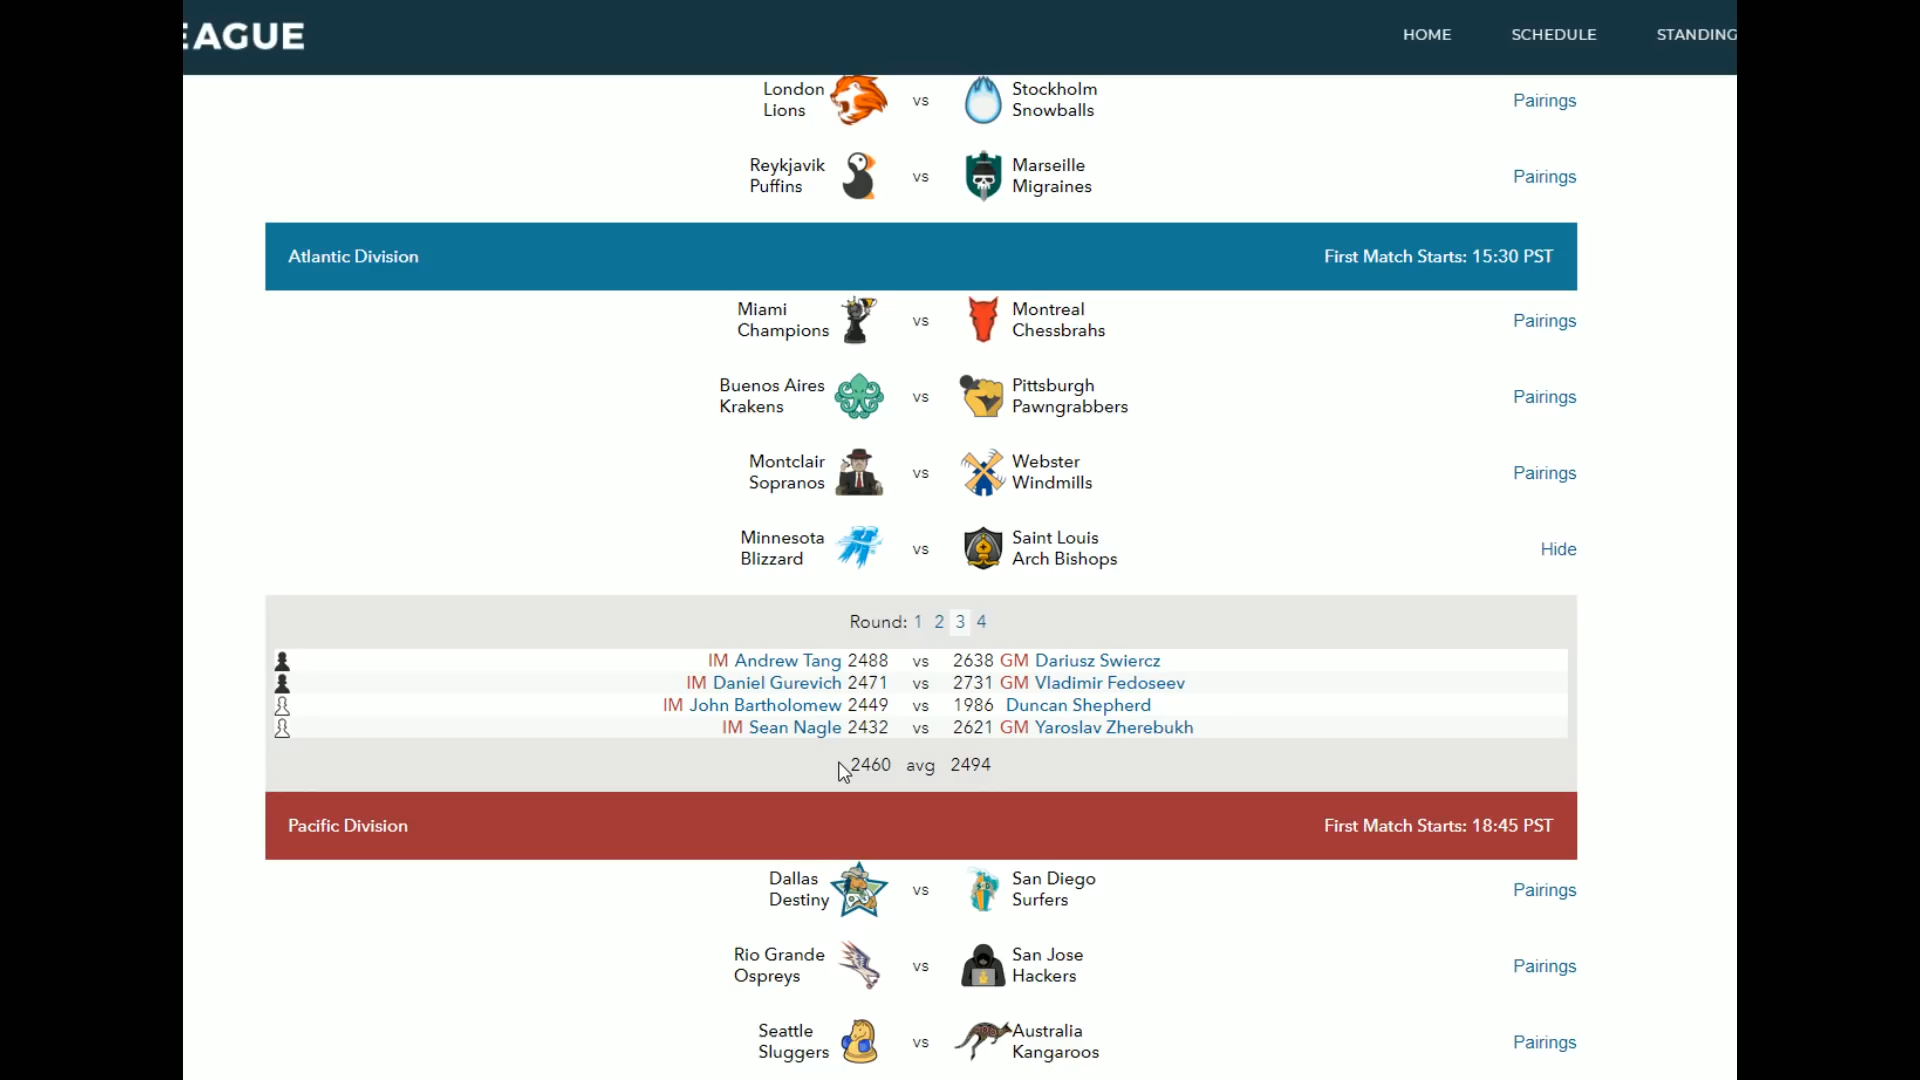 EAGUE
HOME SCHEDULE STANDING
London Lions vs Stockholm Snowballs Pairings
Reykjavik Puffins vs Marseille Migraines Pairings
Atlantic Division First Match Starts: 15:30 PST
Miami Champions vs Montreal Chessbrahs Pairings
Buenos Aires Krakens vs Pittsburgh Pawngrabbers Pairings
Montclair Sopranos vs Webster Windmills Pairings
Minnesota Blizzard vs Saint Louis Arch Bishops Hide
Round: 1 2 3 4
IM Andrew Tang 2488 vs 2638 GM Dariusz Swiercz
IM Daniel Gurevich 2471 vs 2731 GM Vladimir Fedoseev
IM John Bartholomew 2449 vs 1986 Duncan Shepherd
IM Sean Nagle 2432 vs 2621 GM Yaroslav Zherebukh
2460 avg 2494
Pacific Division First Match Starts: 18:45 PST
Dallas Destiny vs San Diego Surfers Pairings
Rio Grande Ospreys vs San Jose Hackers Pairings
Seattle Sluggers vs Australia Kangaroos Pairings